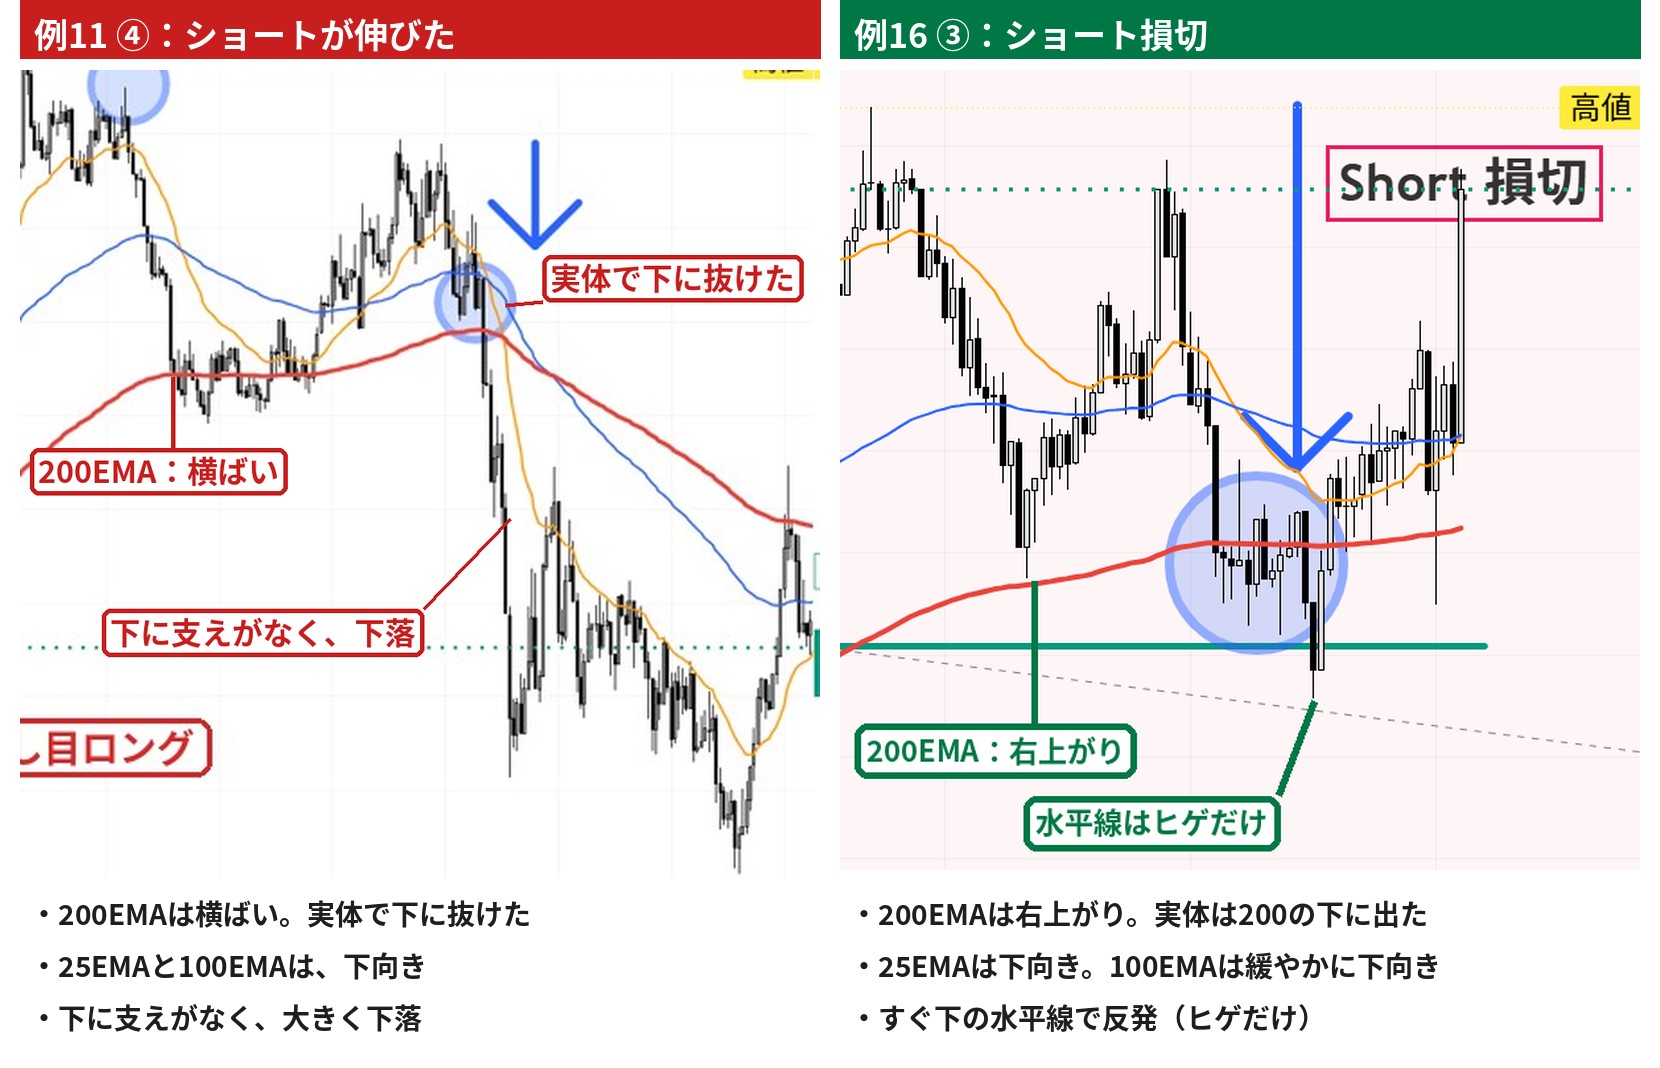 例11 ④：ショートが伸びた
実体で下に抜けた
200EMA：横ばい
下に支えがなく、下落
し目ロング
・200EMAは横ばい。実体で下に抜けた
・25EMAと100EMAは、下向き
・下に支えがなく、大きく下落
例16 ③：ショート損切
高値
Short 損切
200EMA：右上がり
水平線はヒゲだけ
・200EMAは右上がり。実体は200の下に出た
・25EMAは下向き。100EMAは緩やかに下向き
・すぐ下の水平線で反発（ヒゲだけ）